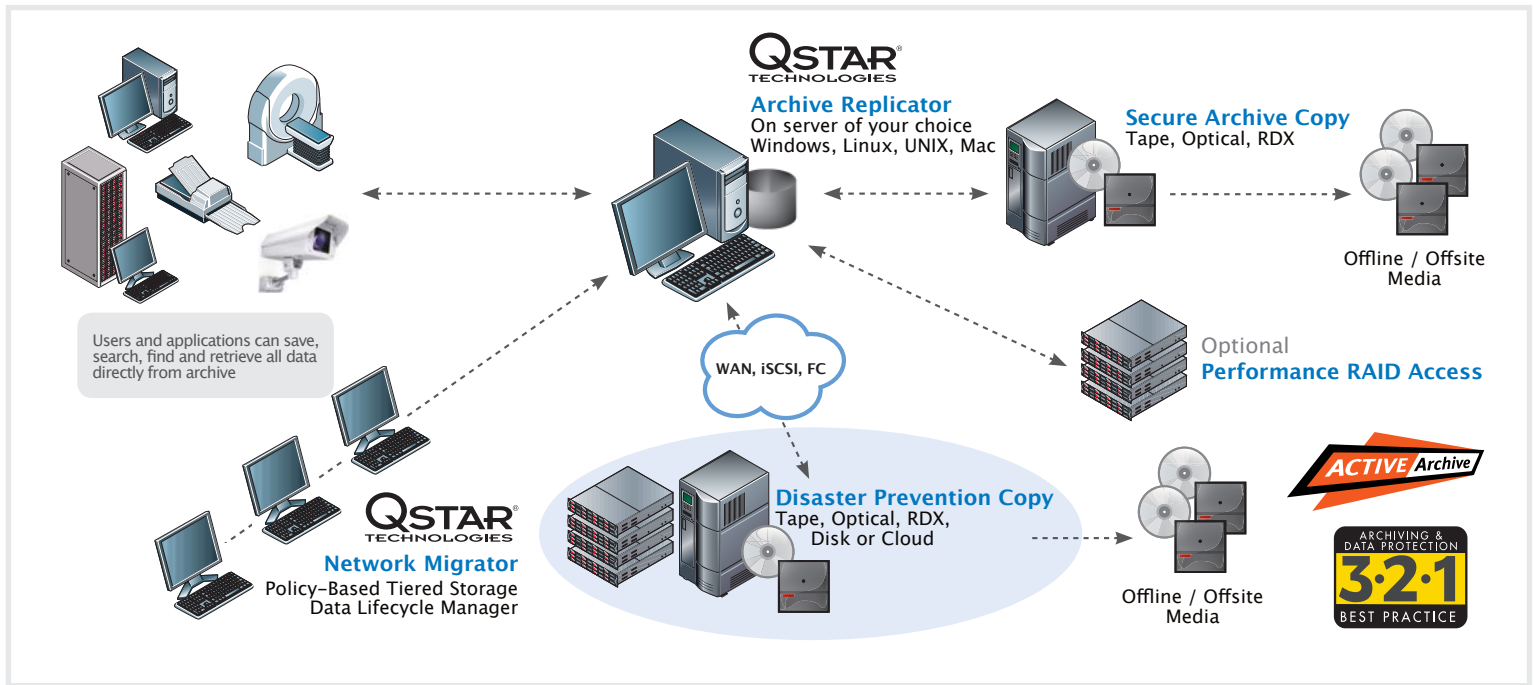 QSTAR®
TECHNOLOGIES
Archive Replicator
On server of your choice
Windows, Linux, UNIX, Mac
Secure Archive Copy
Tape, Optical, RDX
Offline / Offsite
Media
Users and applications can save,
search, find and retrieve all data
directly from archive
WAN, iSCSI, FC
Optional
Performance RAID Access
QSTAR®
TECHNOLOGIES
Network Migrator
Policy-Based Tiered Storage
Data Lifecycle Manager
Disaster Prevention Copy
Tape, Optical, RDX,
Disk or Cloud
Offline / Offsite
Media
ACTIVE Archive
ARCHIVING &
DATA PROTECTION
3·2·1
BEST PRACTICE